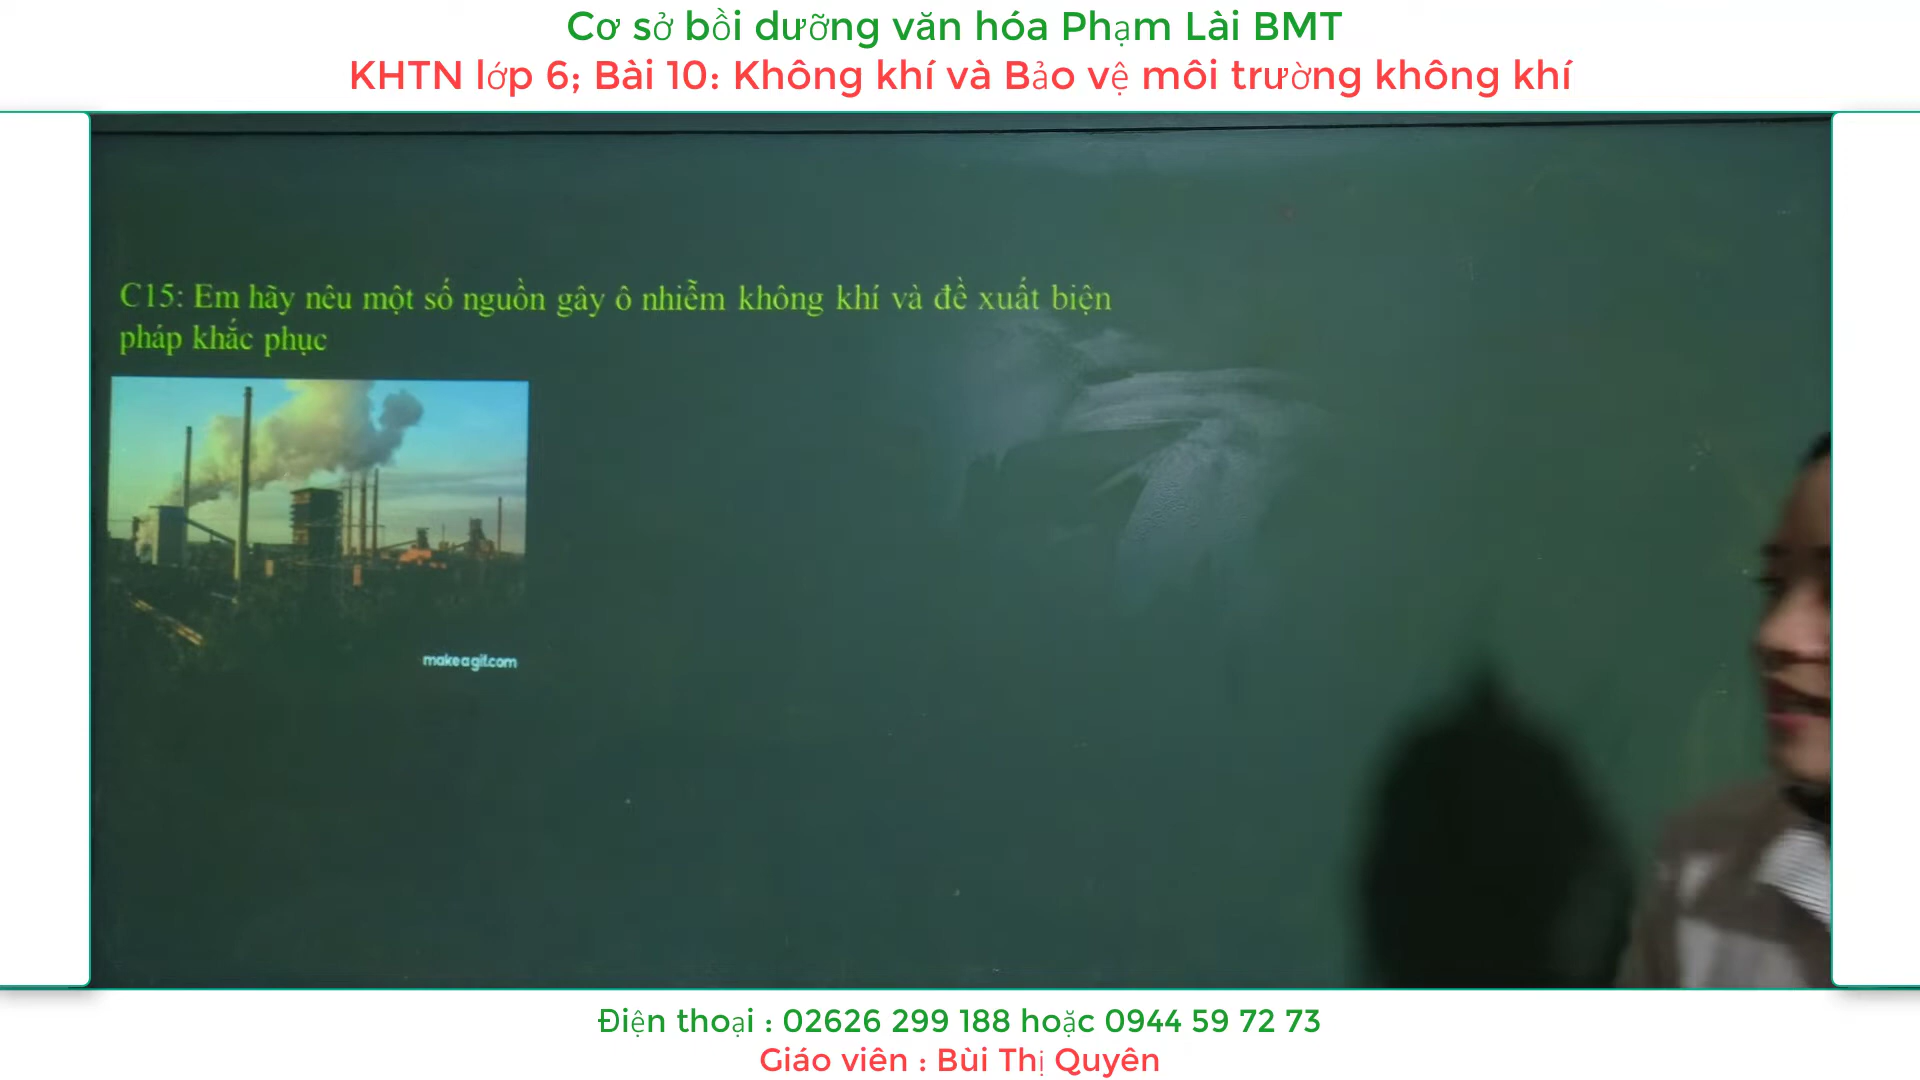 Cơ sở bồi dưỡng văn hóa Phạm Lài BMT
KHTN lớp 6; Bài 10: Không khí và Bảo vệ môi trường không khí
C15: Em hãy nêu một số nguồn gây ô nhiễm không khí và đề xuất biện
pháp khắc phục
makeagif.com
Điện thoại : 02626 299 188 hoặc 0944 59 72 73
Giáo viên : Bùi Thị Quyên